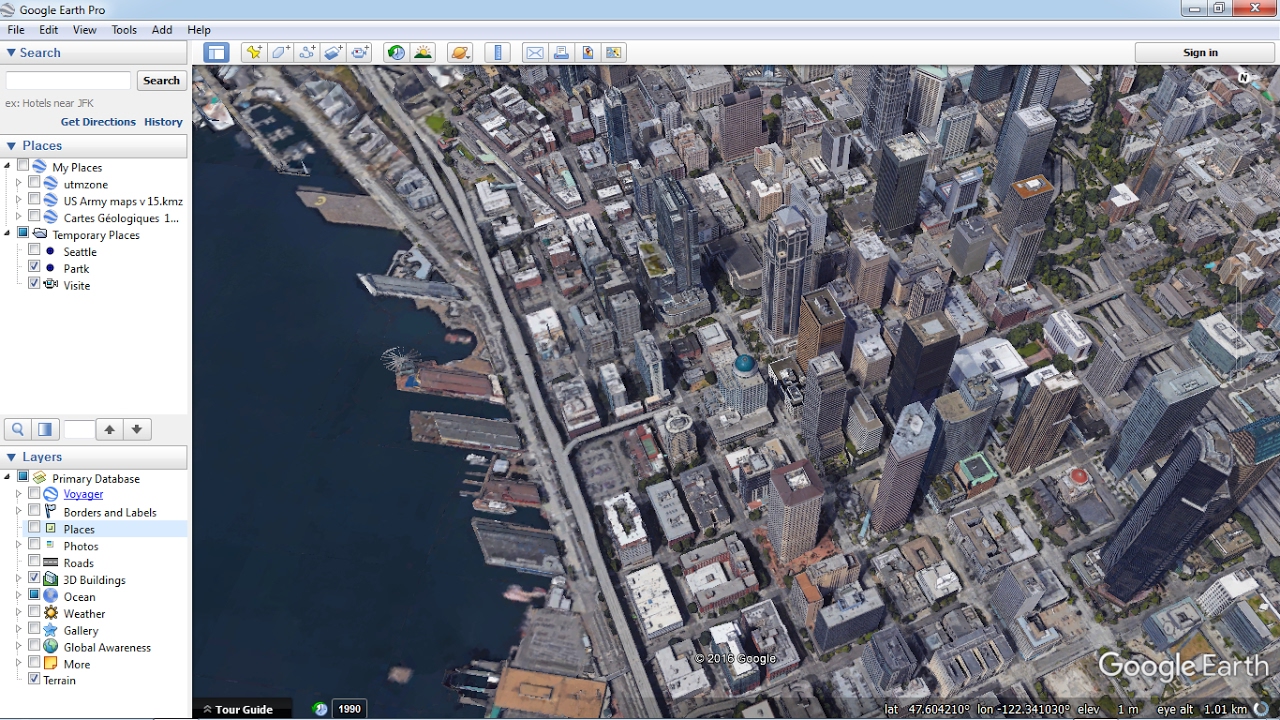 Google Earth Pro
File Edit View Tools Add Help
Search
Sign in
Search
ex: Hotels near JFK
Get Directions History
N
Places
My Places
utmzone
US Army maps v 15.kmz
Cartes Géologiques 1...
Temporary Places
Seattle
Partk
Visite
Layers
Primary Database
Voyager
Borders and Labels
Places
Photos
Roads
3D Buildings
Ocean
Weather
Gallery
Global Awareness
More
Terrain
© 2016 Google
Google Earth
Tour Guide
1990
lat 47.604210° lon -122.341030° elev 1 m eye alt 1.01 km